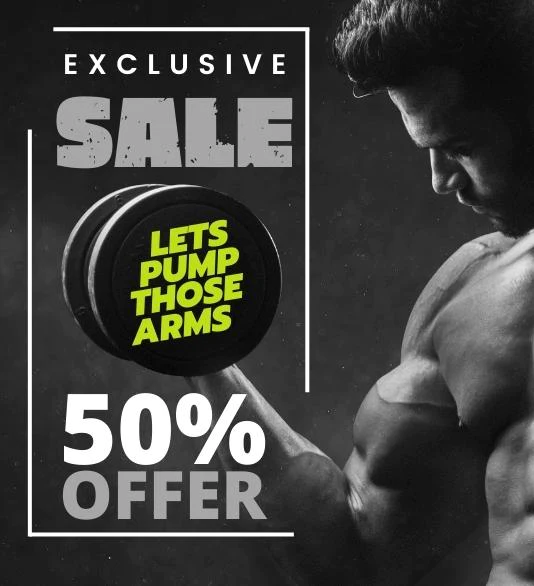 EXCLUSIVE
SALE
LETS
PUMP
THOSE
ARMS
50%
OFFER